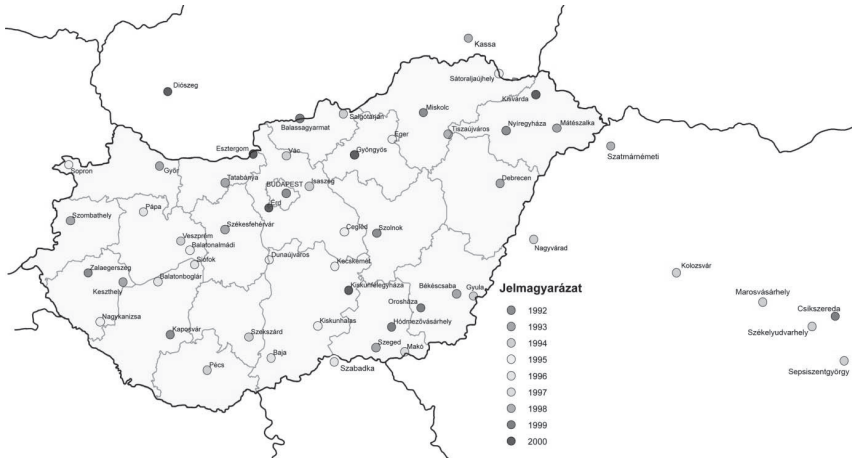 Kassa
Sátoraljaújhely
Diószeg
Kisvárda
Salgótarján
Miskolc
Balassagyarmat
Nyíregyháza
Mátészalka
Tiszaújváros
Eger
Esztergom
Vác
Gyöngyös
Szatmárnémeti
Sopron
Győr
Tatabánya
BUDAPEST
Isaszeg
Debrecen
Érd
Pápa
Szombathely
Székesfehérvár
Cegléd
Szolnok
Veszprém
Balatonalmádi
Nagyvárad
Siófok
Dunaújváros
Kecskemét
Zalaegerszeg
Keszthely
Balatonboglár
Kolozsvár
Kiskunfélegyháza
Békéscsaba
Gyula
Orosháza
Marosvásárhely
Csíkszereda
Nagykanizsa
Kaposvár
Szekszárd
Kiskunhalas
Hódmezővásárhely
Székelyudvarhely
Szeged
Makó
Baja
Szabadka
Pécs
Sepsiszentgyörgy
Jelmagyarázat
1992
1993
1994
1995
1996
1997
1998
1999
2000